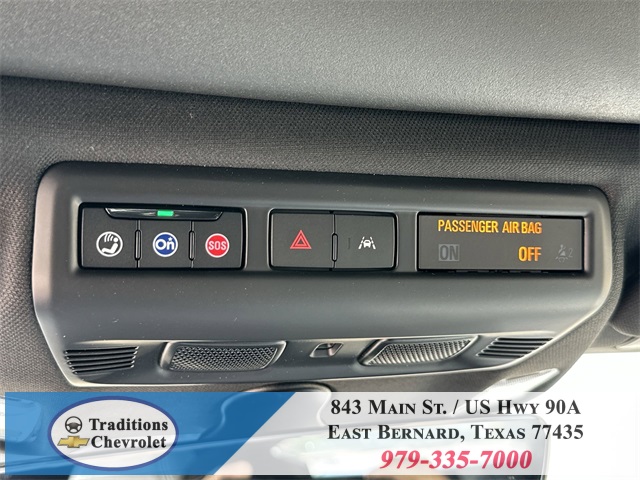 On SOS
PASSENGER AIR BAG
ON OFF
Traditions
Chevrolet
843 Main St. / US Hwy 90A
East Bernard, Texas 77435
979-335-7000